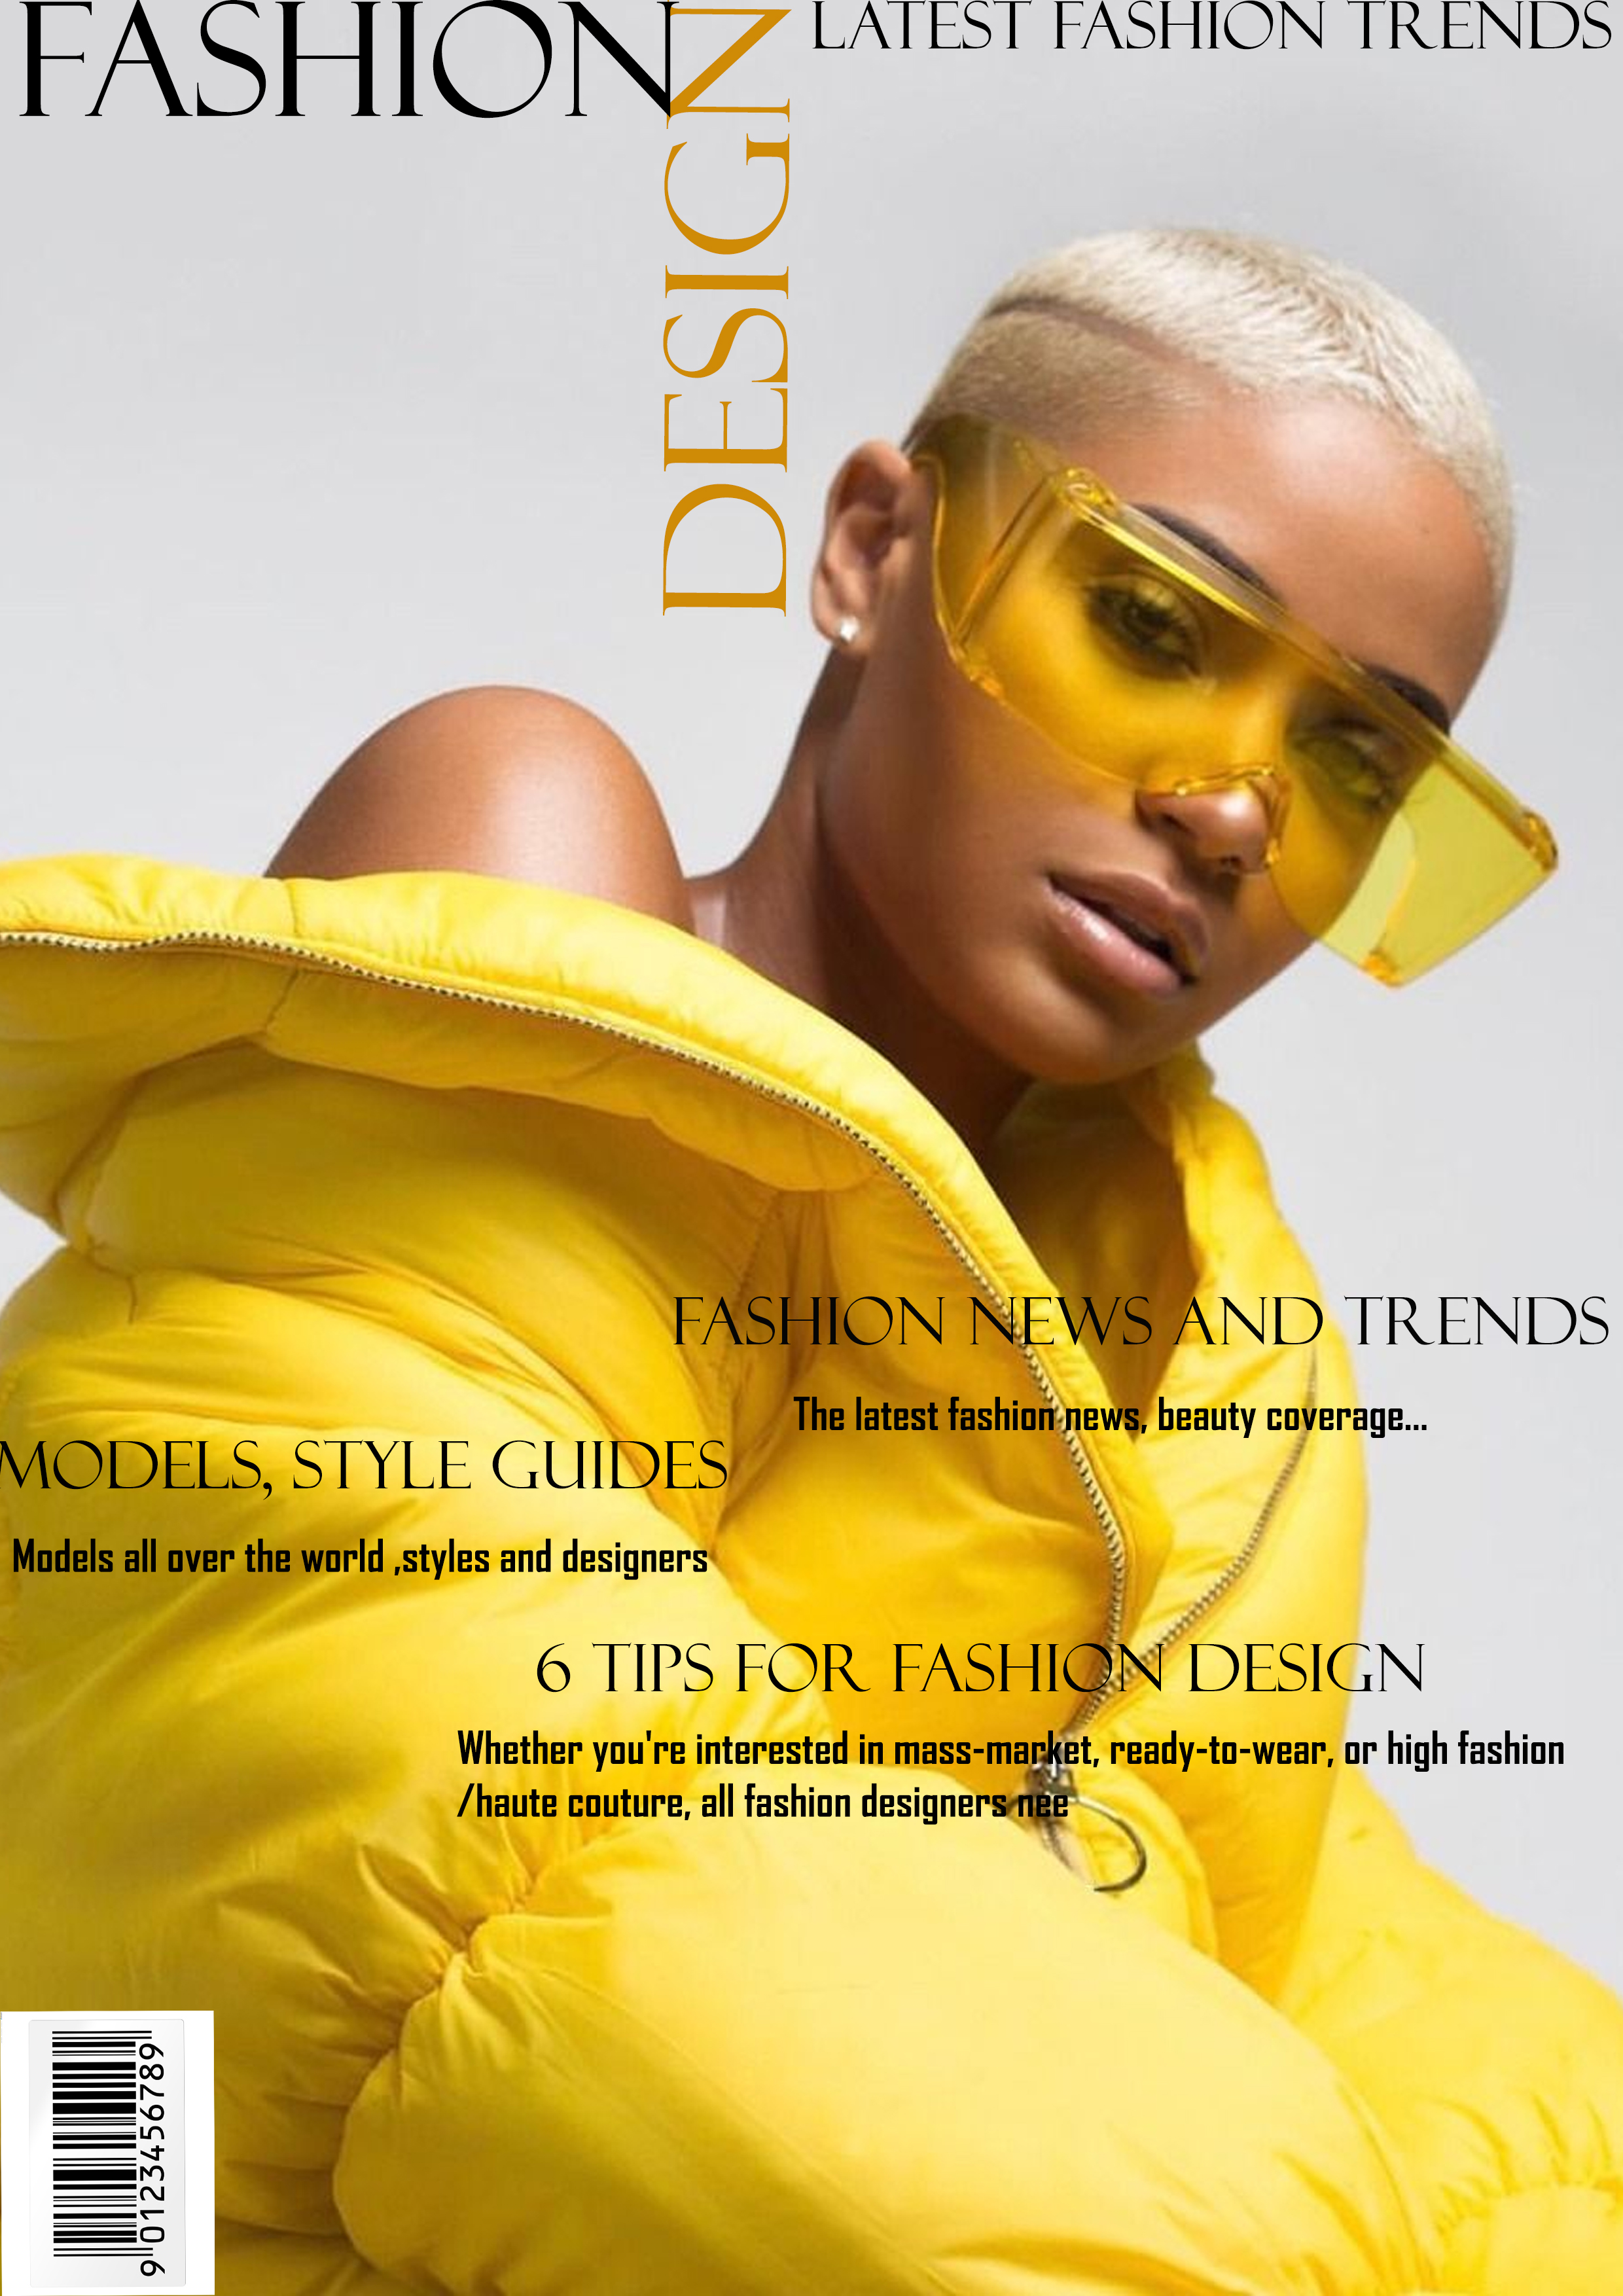 FASHION
DESIGN
LATEST FASHION TRENDS
FASHION NEWS AND TRENDS
The latest fashion news, beauty coverage...
MODELS, STYLE GUIDES
Models all over the world ,styles and designers
6 TIPS FOR FASHION DESIGN
Whether you're interested in mass-market, ready-to-wear, or high fashion
/haute couture, all fashion designers nee
9 0123456789